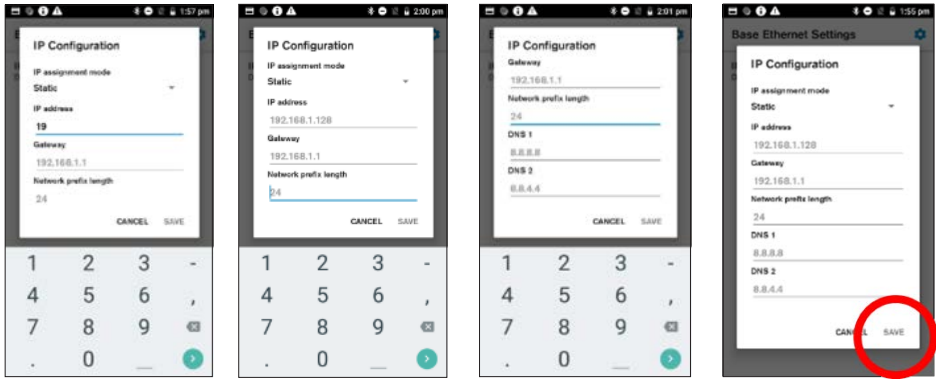 1:57 pm
IP Configuration
IP assignment mode
Static
IP address
19
Gateway
192.168.1.1
Network prefix length
24
CANCEL SAVE
1 2 3 -
4 5 6 ,
7 8 9
. 0 _
2:00 pm
IP Configuration
IP assignment mode
Static
IP address
192.168.1.128
Gateway
192.168.1.1
Network prefix length
24
CANCEL SAVE
1 2 3 -
4 5 6 ,
7 8 9
. 0 _
2:01 pm
IP Configuration
Gateway
192.168.1.1
Network prefix length
24
DNS 1
8.8.8.8
DNS 2
8.8.4.4
CANCEL SAVE
1 2 3 -
4 5 6 ,
7 8 9
. 0 _
1:55 pm
Base Ethernet Settings
IP Configuration
IP assignment mode
Static
IP address
192.168.1.128
Gateway
192.168.1.1
Network prefix length
24
DNS 1
8.8.8.8
DNS 2
8.8.4.4
CANCEL SAVE